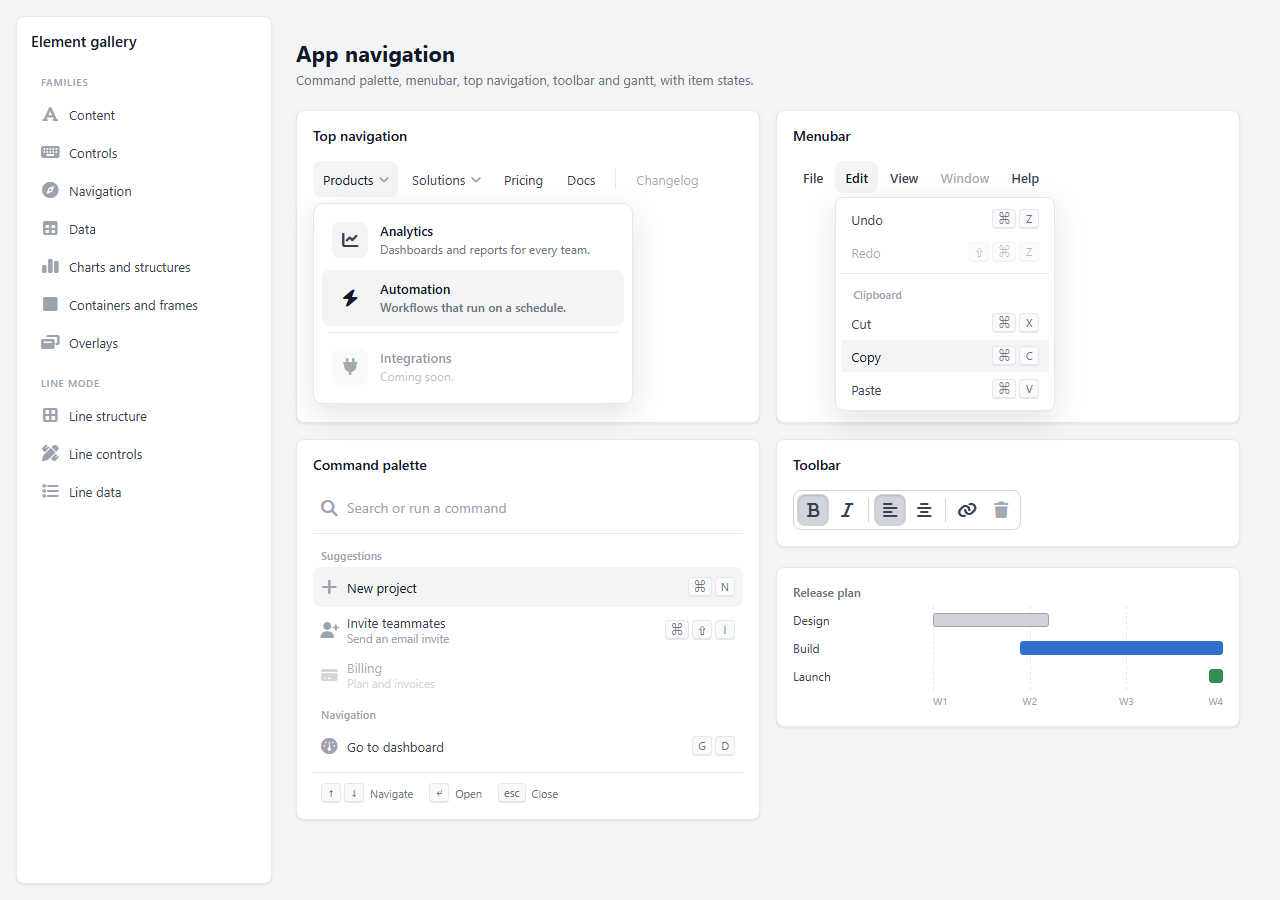 Element gallery
FAMILIES
Content
Controls
Navigation
Data
Charts and structures
Containers and frames
Overlays
LINE MODE
Line structure
Line controls
Line data
App navigation
Command palette, menubar, top navigation, toolbar and gantt, with item states.
Top navigation
Products Solutions Pricing Docs Changelog
Analytics
Dashboards and reports for every team.
Automation
Workflows that run on a schedule.
Integrations
Coming soon.
Menubar
File Edit View Window Help
Undo ⌘ Z
Redo ⇧ ⌘ Z
Clipboard
Cut ⌘ X
Copy ⌘ C
Paste ⌘ V
Command palette
Search or run a command
Suggestions
New project ⌘ N
Invite teammates ⌘ ⇧ I
Send an email invite
Billing
Plan and invoices
Navigation
Go to dashboard G D
↑ ↓ Navigate ↵ Open esc Close
Toolbar
B I
Release plan
Design
Build
Launch
W1 W2 W3 W4